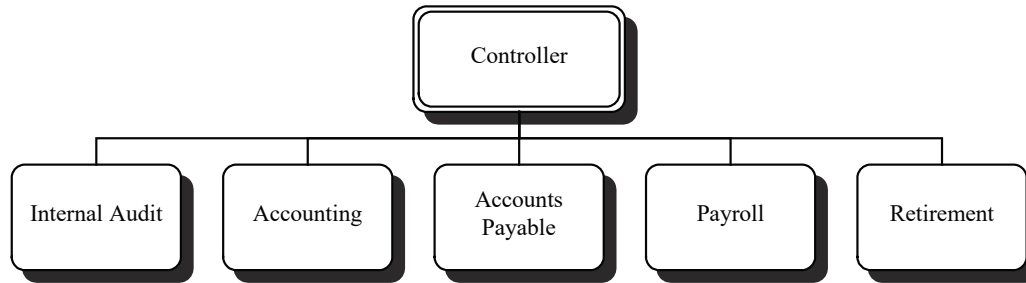 Controller
Internal Audit
Accounting
Accounts
Payable
Payroll
Retirement